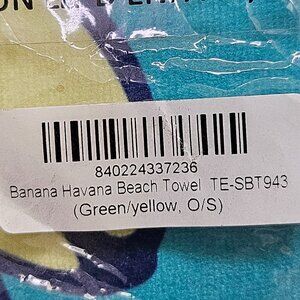 840224337236
Banana Havana Beach Towel TE-SBT943
(Green/yellow, O/S)